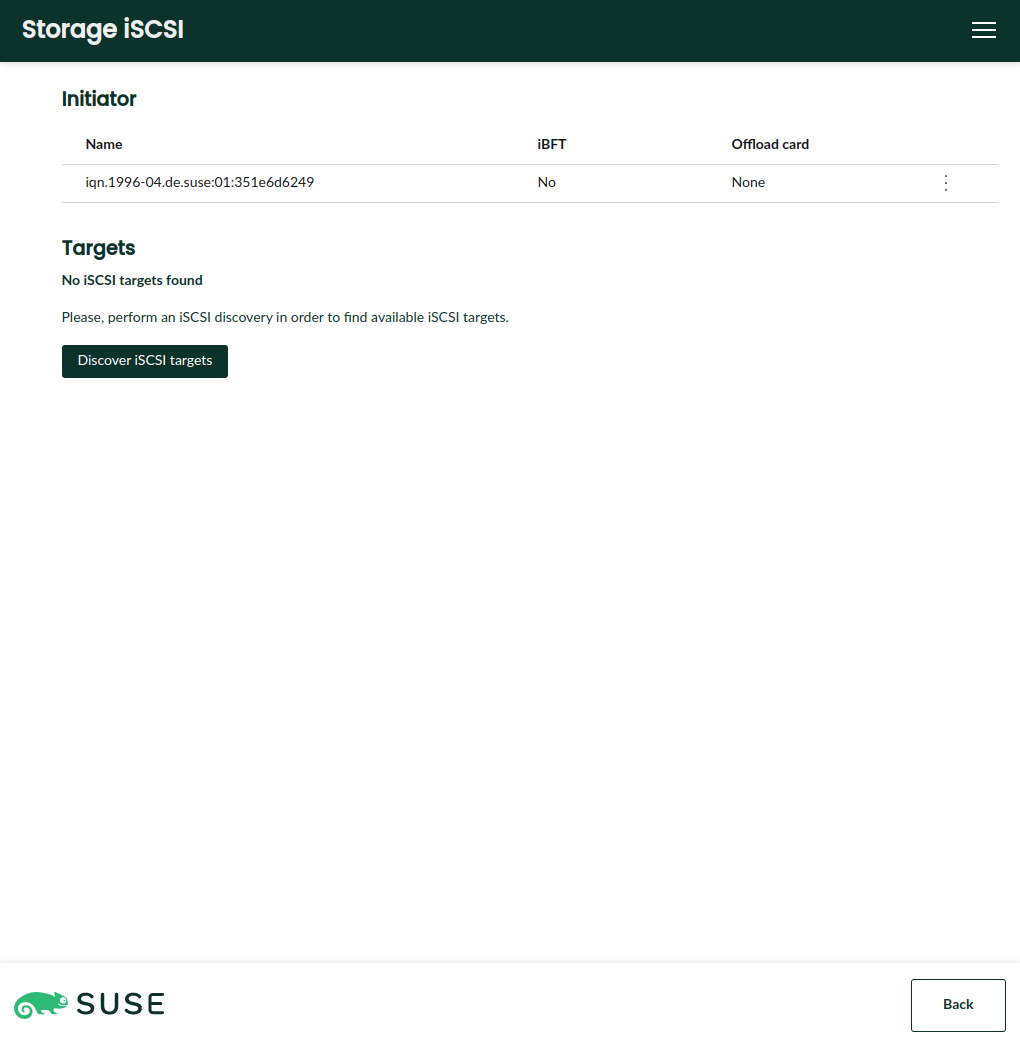 Storage iSCSI
Initiator
Name iBFT Offload card
iqn.1996-04.de.suse:01:351e6d6249 No None
Targets
No iSCSI targets found
Please, perform an iSCSI discovery in order to find available iSCSI targets.
Discover iSCSI targets
SUSE Back